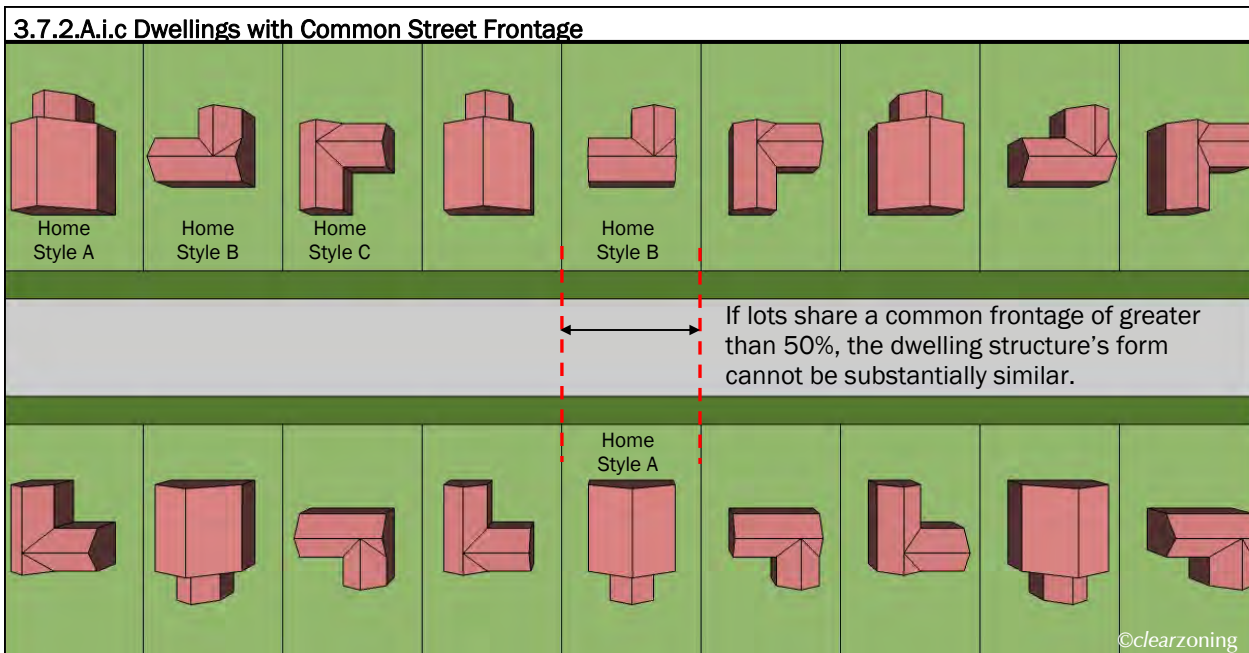 3.7.2.A.i.c Dwellings with Common Street Frontage
Home
Style A
Home
Style B
Home
Style C
Home
Style B
If lots share a common frontage of greater
than 50%, the dwelling structure’s form
cannot be substantially similar.
Home
Style A
©clearzoning